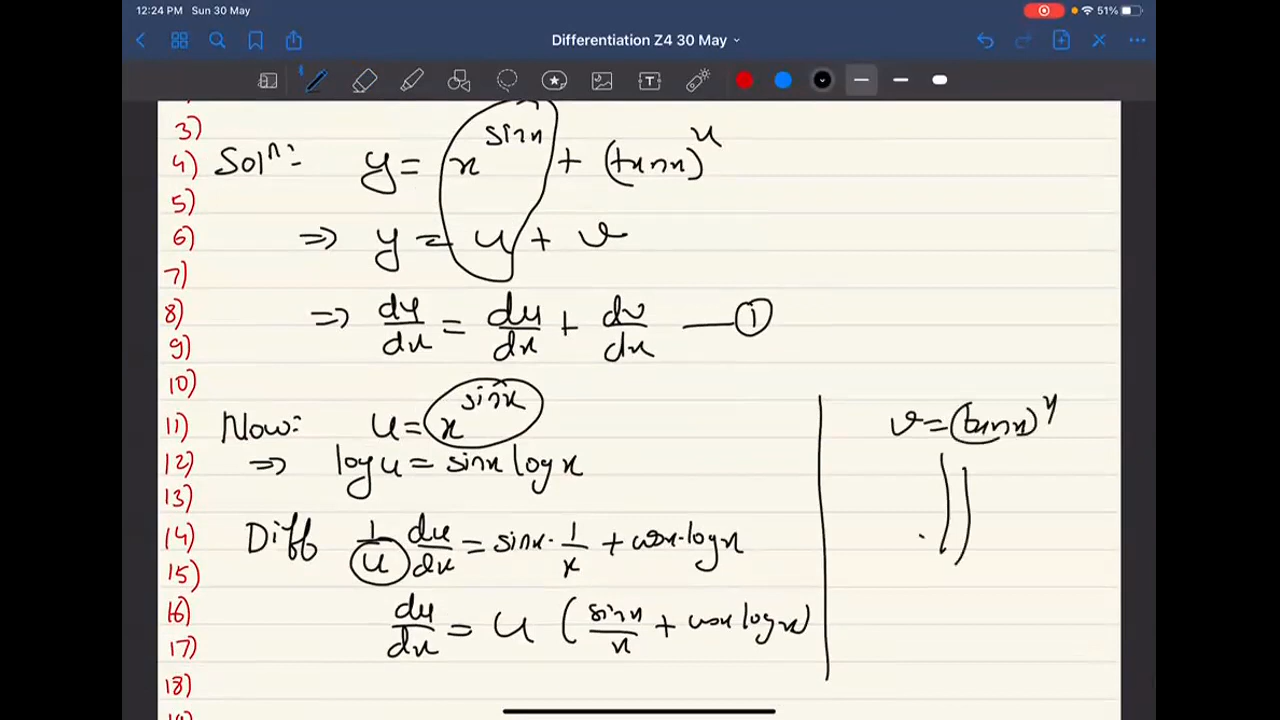 12:24 PM Sun 30 May 51%
Differentiation Z4 30 May
3)
4) Solⁿ: y = x^sinx + (tanx)^x
5)
6) ⇒ y = u + v
7)
8) ⇒ dy/dx = du/dx + dv/dx — ①
9)
10)
11) Now: u = x^sinx v = (tanx)^x
12) ⇒ log u = sinx log x
13)
14) Diff 1/u du/dx = sinx · 1/x + cosx · log x
15)
16) du/dx = u ( sinx/x + cosx log x )
17)
18)